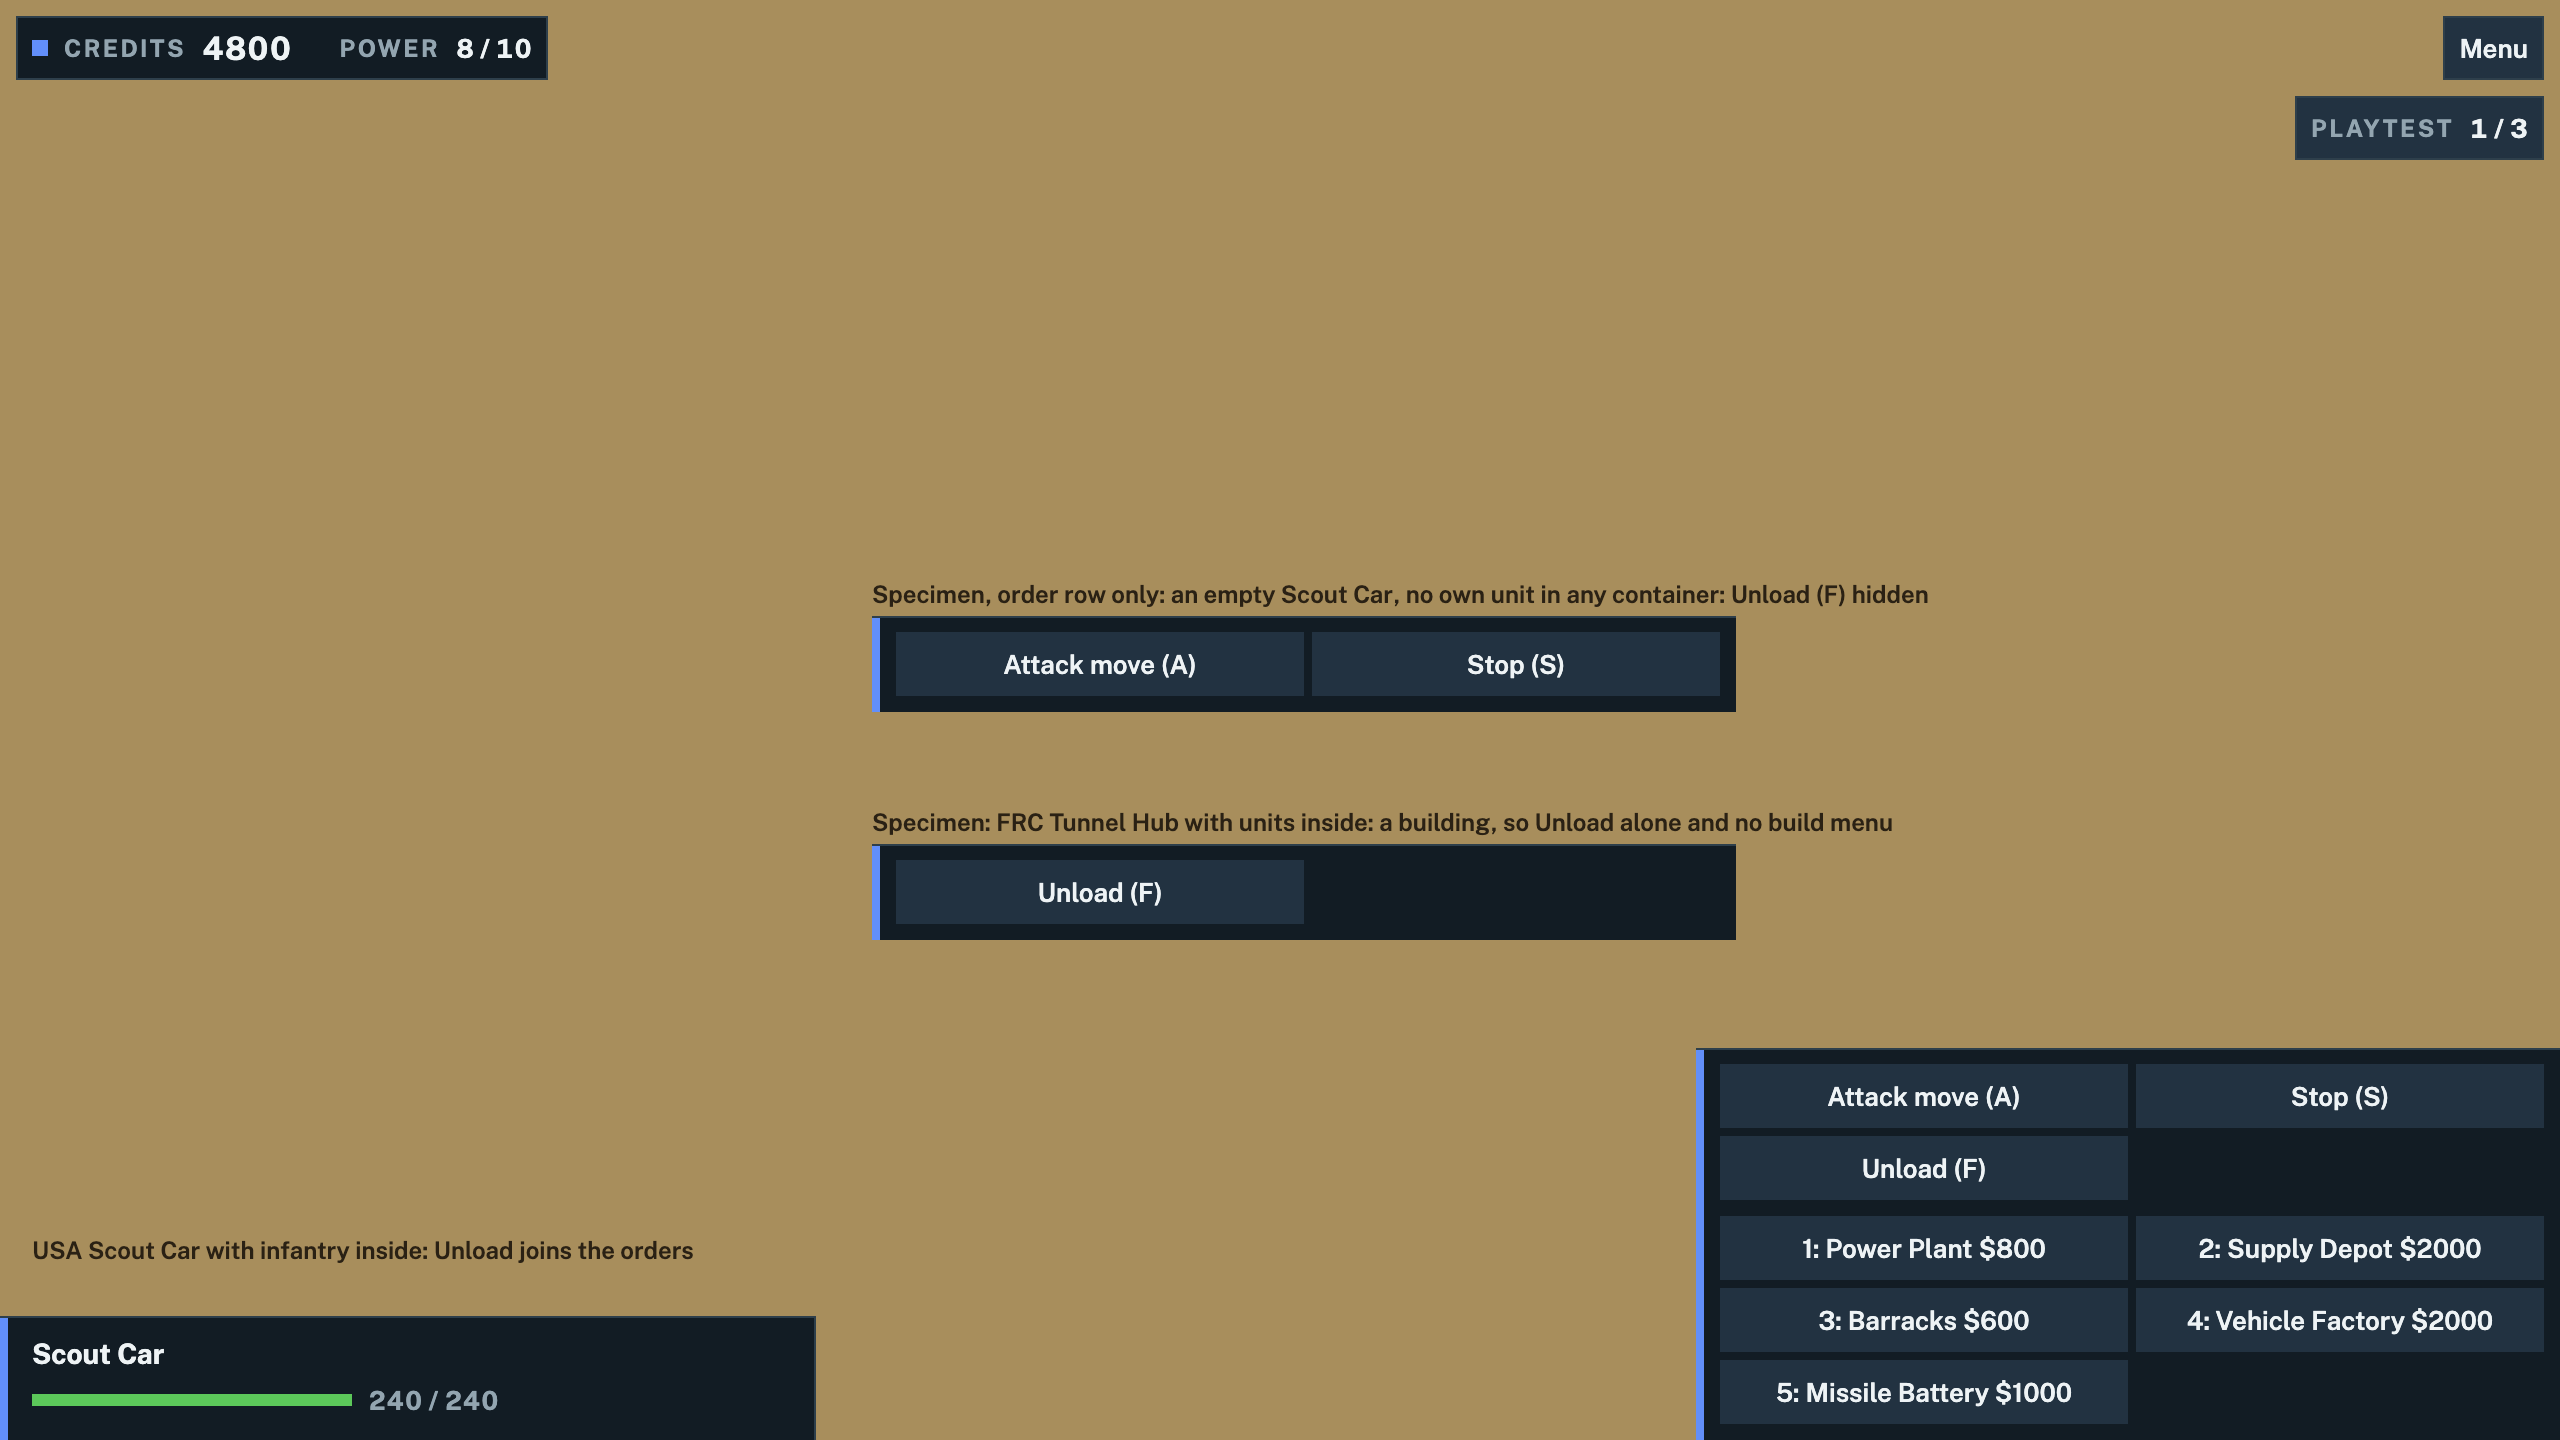 CREDITS 4800 POWER 8 / 10
Menu
PLAYTEST 1 / 3
Specimen, order row only: an empty Scout Car, no own unit in any container: Unload (F) hidden
Attack move (A)
Stop (S)
Specimen: FRC Tunnel Hub with units inside: a building, so Unload alone and no build menu
Unload (F)
Attack move (A)
Stop (S)
Unload (F)
1: Power Plant $800
2: Supply Depot $2000
3: Barracks $600
4: Vehicle Factory $2000
5: Missile Battery $1000
USA Scout Car with infantry inside: Unload joins the orders
Scout Car
240 / 240